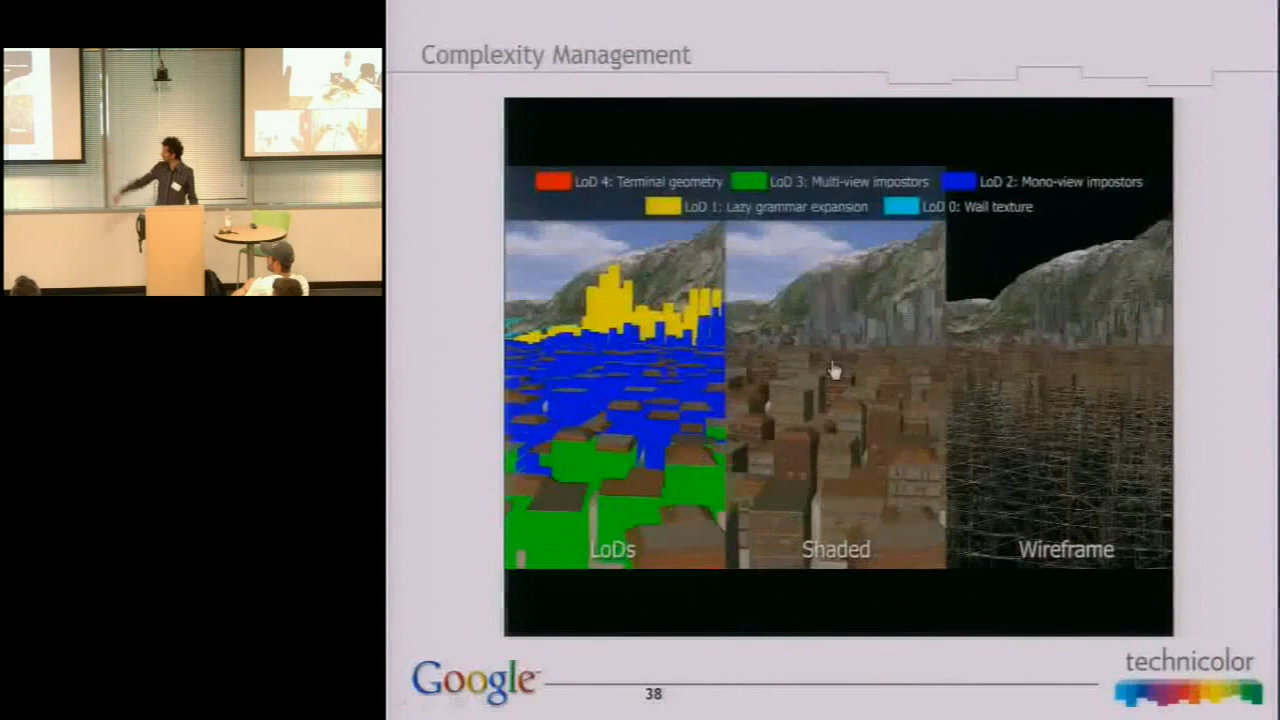 Complexity Management
LoD 4: Terminal geometry LoD 3: Multi-view impostors LoD 2: Mono-view impostors
LoD 1: Lazy grammar expansion LoD 0: Wall texture
LoDs Shaded Wireframe
Google
38
technicolor